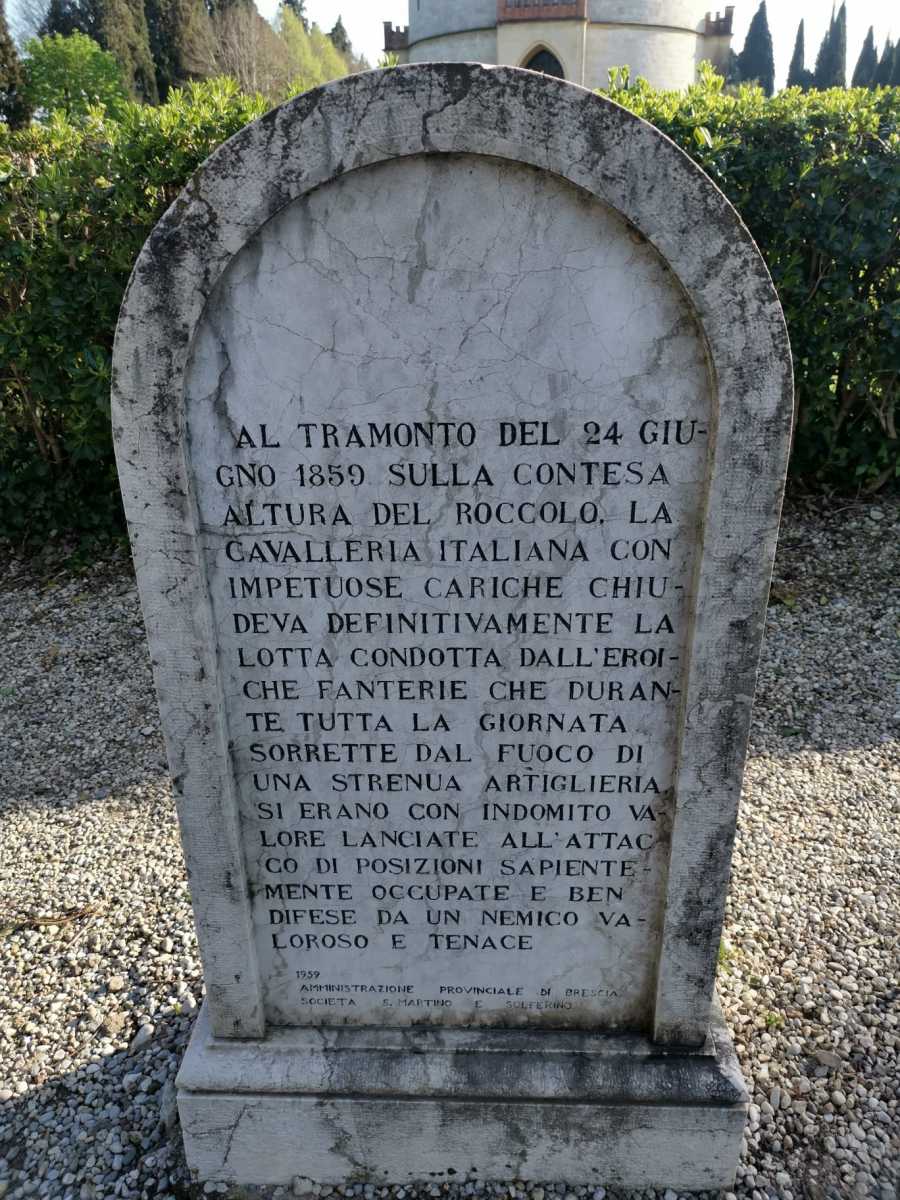 AL TRAMONTO DEL 24 GIU-
GNO 1859 SULLA CONTESA
ALTURA DEL ROCCOLO, LA
CAVALLERIA ITALIANA CON
IMPETUOSE CARICHE CHIU-
DEVA DEFINITIVAMENTE LA
LOTTA CONDOTTA DALL'EROI-
CHE FANTERIE CHE DURAN-
TE TUTTA LA GIORNATA
SORRETTE DAL FUOCO DI
UNA STRENUA ARTIGLIERIA
SI ERANO CON INDOMITO VA-
LORE LANCIATE ALL'ATTAC
CO DI POSIZIONI SAPIENTE-
MENTE OCCUPATE E BEN
DIFESE DA UN NEMICO VA-
LOROSO E TENACE
1959
AMMINISTRAZIONE PROVINCIALE DI BRESCIA
SOCIETA S. MARTINO E SOLFERINO